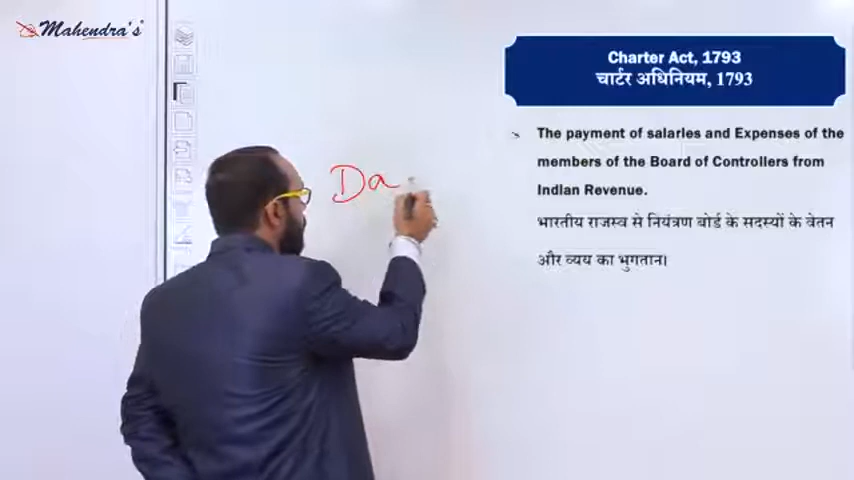 Mahendra's
Charter Act, 1793
चार्टर अधिनियम, 1793
The payment of salaries and Expenses of the
members of the Board of Controllers from
Indian Revenue.
भारतीय राजस्व से नियंत्रण बोर्ड के सदस्यों के वेतन
और व्यय का भुगतान।
Da